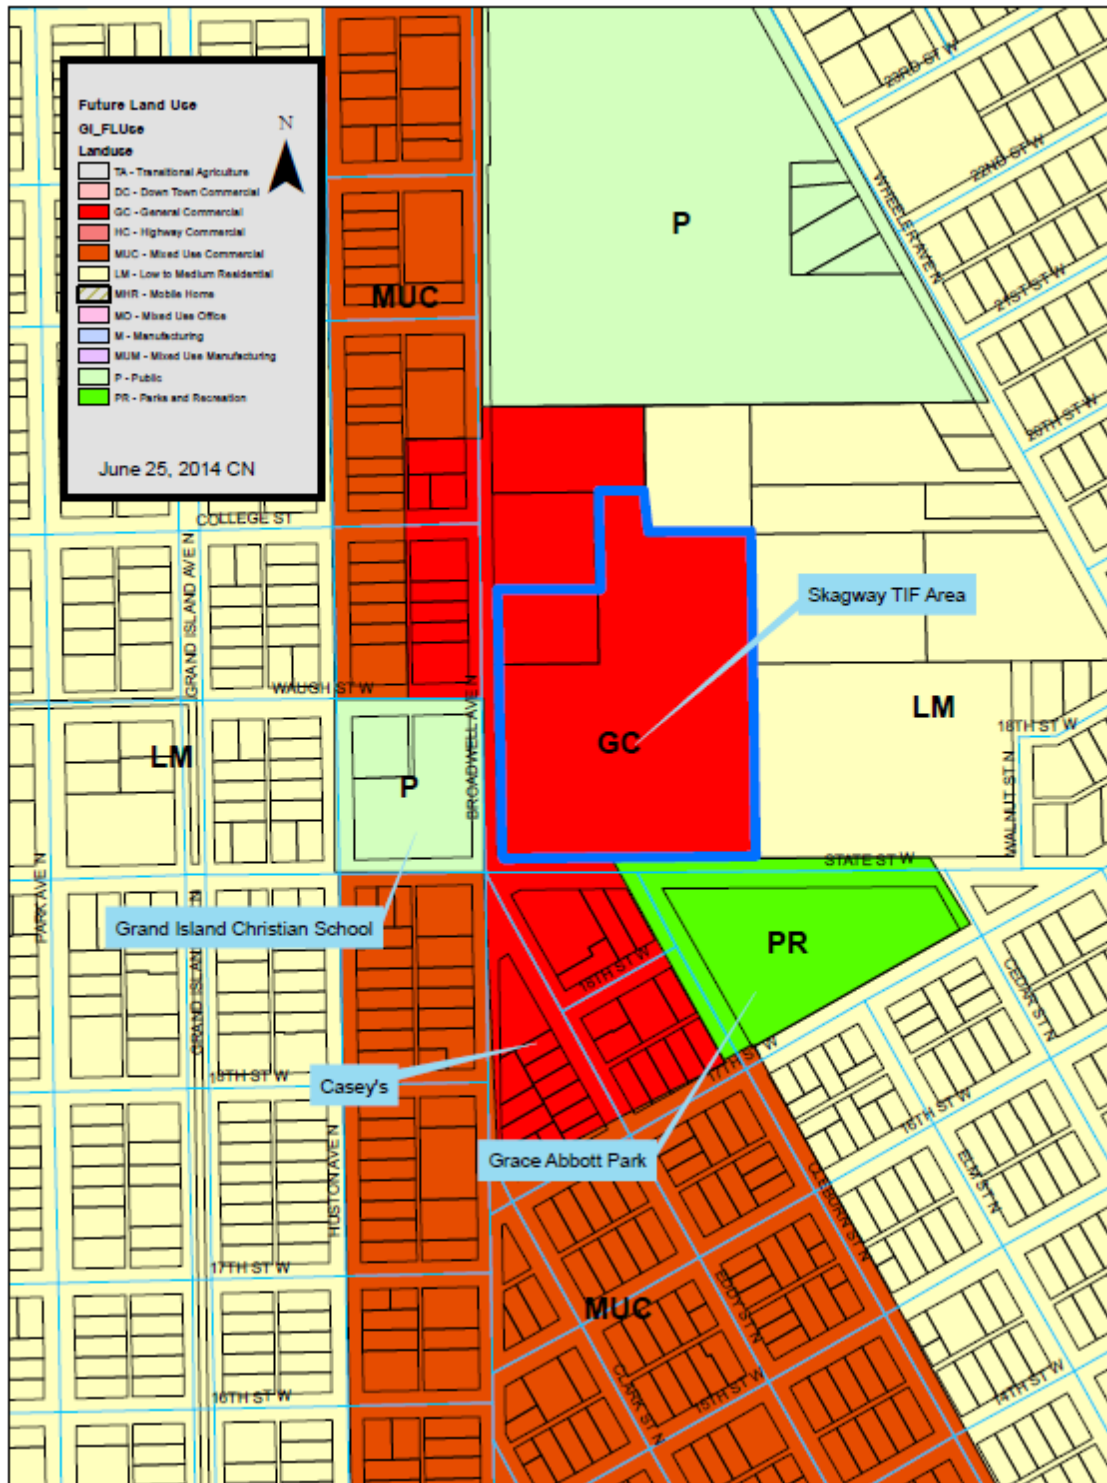 Future Land Use
GI_FLUse
Landuse
N
TA - Transitional Agriculture
DC - Down Town Commercial
GC - General Commercial
HC - Highway Commercial
MUC - Mixed Use Commercial
LM - Low to Medium Residential
MHR - Mobile Home
MO - Mixed Use Office
M - Manufacturing
MUM - Mixed Use Manufacturing
P - Public
PR - Parks and Recreation
June 25, 2014 CN
23RD ST W
22ND ST W
WHEELER AVE N
P
21ST ST W
MUC
20TH ST W
COLLEGE ST
GRAND ISLAND AVE N
Skagway TIF Area
WAUGH ST W
BROADWELL AVE N
LM
18TH ST W
GC
LM
P
WALNUT ST N
STATE ST W
PARK AVE N
Grand Island Christian School
GRAND ISLAND
N
PR
18TH ST W
CEDAR ST N
18TH ST W
17TH ST W
Casey's
16TH ST W
HUSTON AVE N
Grace Abbott Park
ELM ST N
CLEBURN ST N
17TH ST W
EDDY ST N
MUC
CLARK ST N
15TH ST W
14TH ST W
16TH ST W